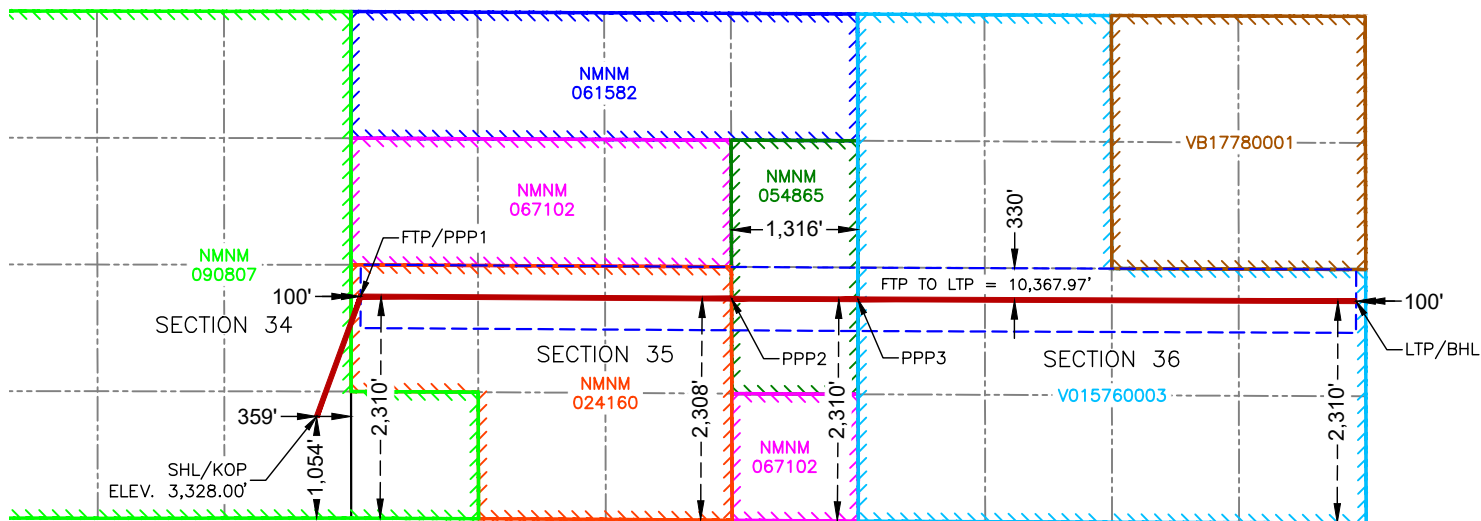 NMNM
061582
VB17780001
NMNM
067102
NMNM
054865
1,316'
330'
FTP/PPP1
NMNM
090807
FTP TO LTP = 10,367.97'
100'
100'
SECTION 34
SECTION 35
PPP2
PPP3
SECTION 36
LTP/BHL
NMNM
024160
V015760003
359'
2,310'
2,308'
2,310'
2,310'
1,054'
NMNM
067102
SHL/KOP
ELEV. 3,328.00'